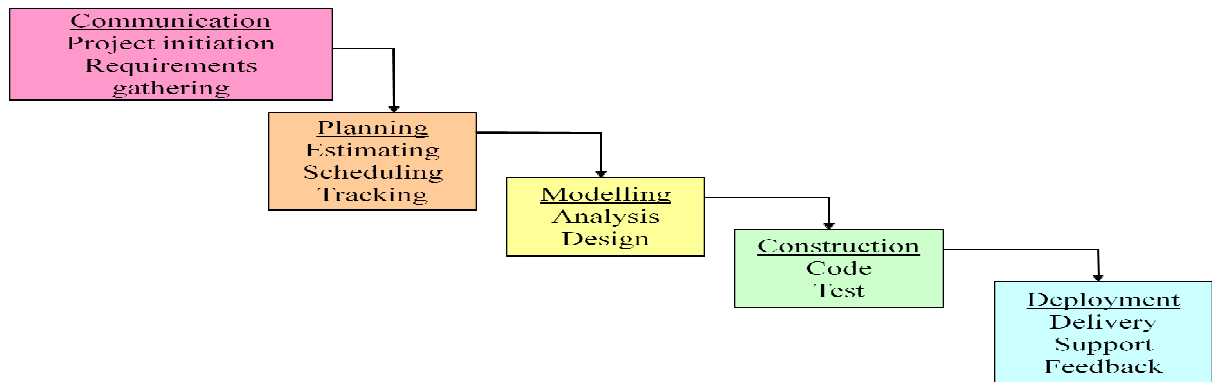 Communication
Project initiation
Requirements
gathering
Planning
Estimating
Scheduling
Tracking
Modelling
Analysis
Design
Construction
Code
Test
Deployment
Delivery
Support
Feedback